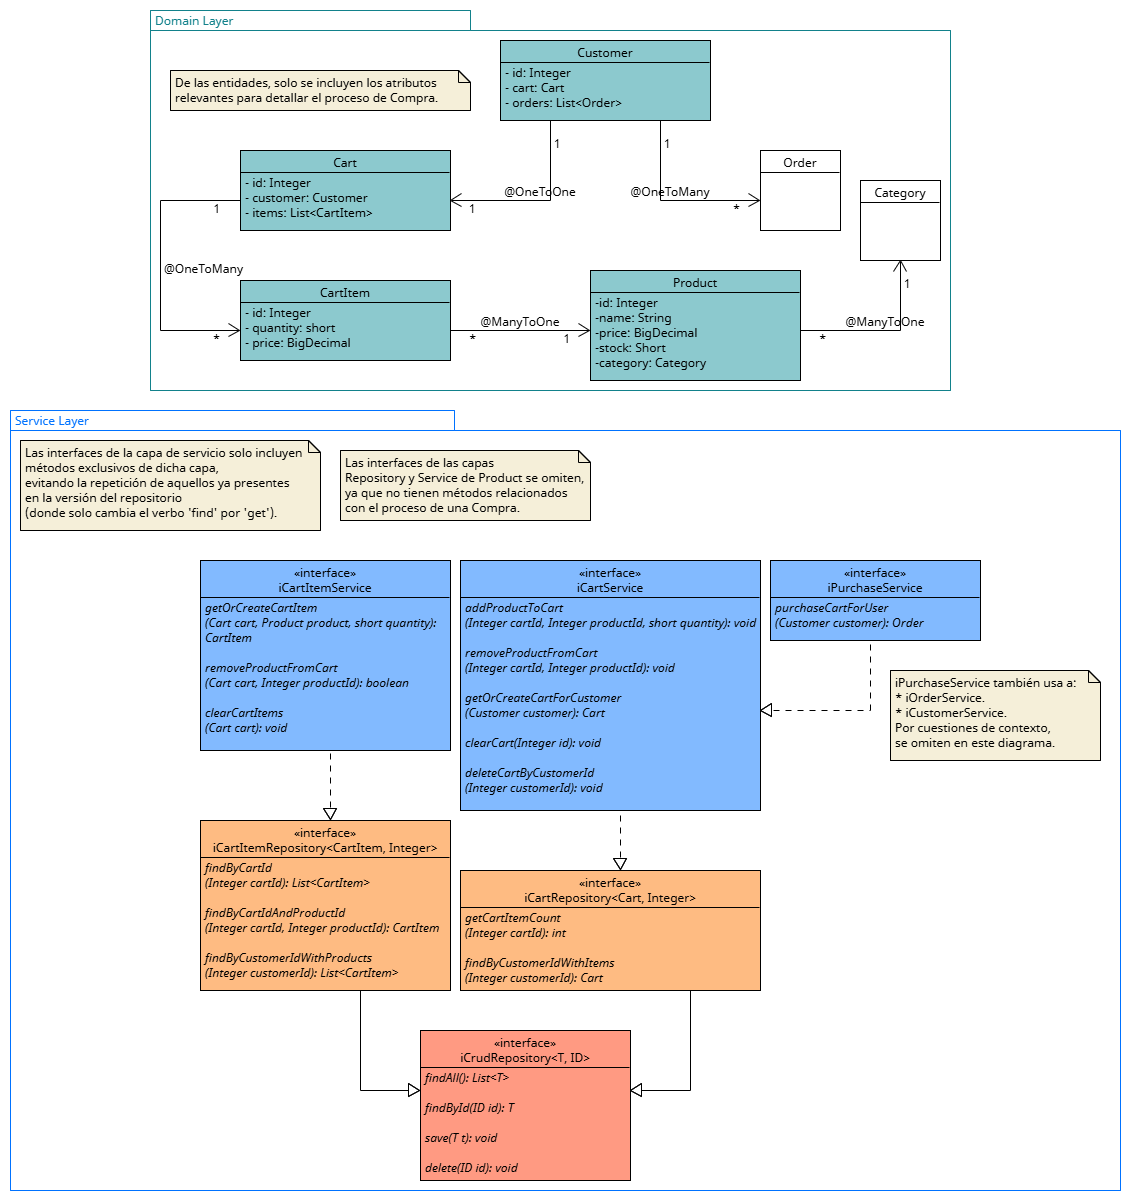 Domain Layer
De las entidades, solo se incluyen los atributos
relevantes para detallar el proceso de Compra.
Customer
- id: Integer
- cart: Cart
- orders: List<Order>
1
1
@OneToOne
1
@OneToMany
*
Cart
- id: Integer
- customer: Customer
- items: List<CartItem>
Order
Category
1
@OneToMany
*
CartItem
- id: Integer
- quantity: short
- price: BigDecimal
@ManyToOne
*
1
Product
-id: Integer
-name: String
-price: BigDecimal
-stock: Short
-category: Category
1
@ManyToOne
*
Service Layer
Las interfaces de la capa de servicio solo incluyen
métodos exclusivos de dicha capa,
evitando la repetición de aquellos ya presentes
en la versión del repositorio
(donde solo cambia el verbo 'find' por 'get').
Las interfaces de las capas
Repository y Service de Product se omiten,
ya que no tienen métodos relacionados
con el proceso de una Compra.
«interface»
iCartItemService
getOrCreateCartItem
(Cart cart, Product product, short quantity):
CartItem
removeProductFromCart
(Cart cart, Integer productId): boolean
clearCartItems
(Cart cart): void
«interface»
iCartService
addProductToCart
(Integer cartId, Integer productId, short quantity): void
removeProductFromCart
(Integer cartId, Integer productId): void
getOrCreateCartForCustomer
(Customer customer): Cart
clearCart(Integer id): void
deleteCartByCustomerId
(Integer customerId): void
«interface»
iPurchaseService
purchaseCartForUser
(Customer customer): Order
iPurchaseService también usa a:
* iOrderService.
* iCustomerService.
Por cuestiones de contexto,
se omiten en este diagrama.
«interface»
iCartItemRepository<CartItem, Integer>
findByCartId
(Integer cartId): List<CartItem>
findByCartIdAndProductId
(Integer cartId, Integer productId): CartItem
findByCustomerIdWithProducts
(Integer customerId): List<CartItem>
«interface»
iCartRepository<Cart, Integer>
getCartItemCount
(Integer cartId): int
findByCustomerIdWithItems
(Integer customerId): Cart
«interface»
iCrudRepository<T, ID>
findAll(): List<T>
findById(ID id): T
save(T t): void
delete(ID id): void